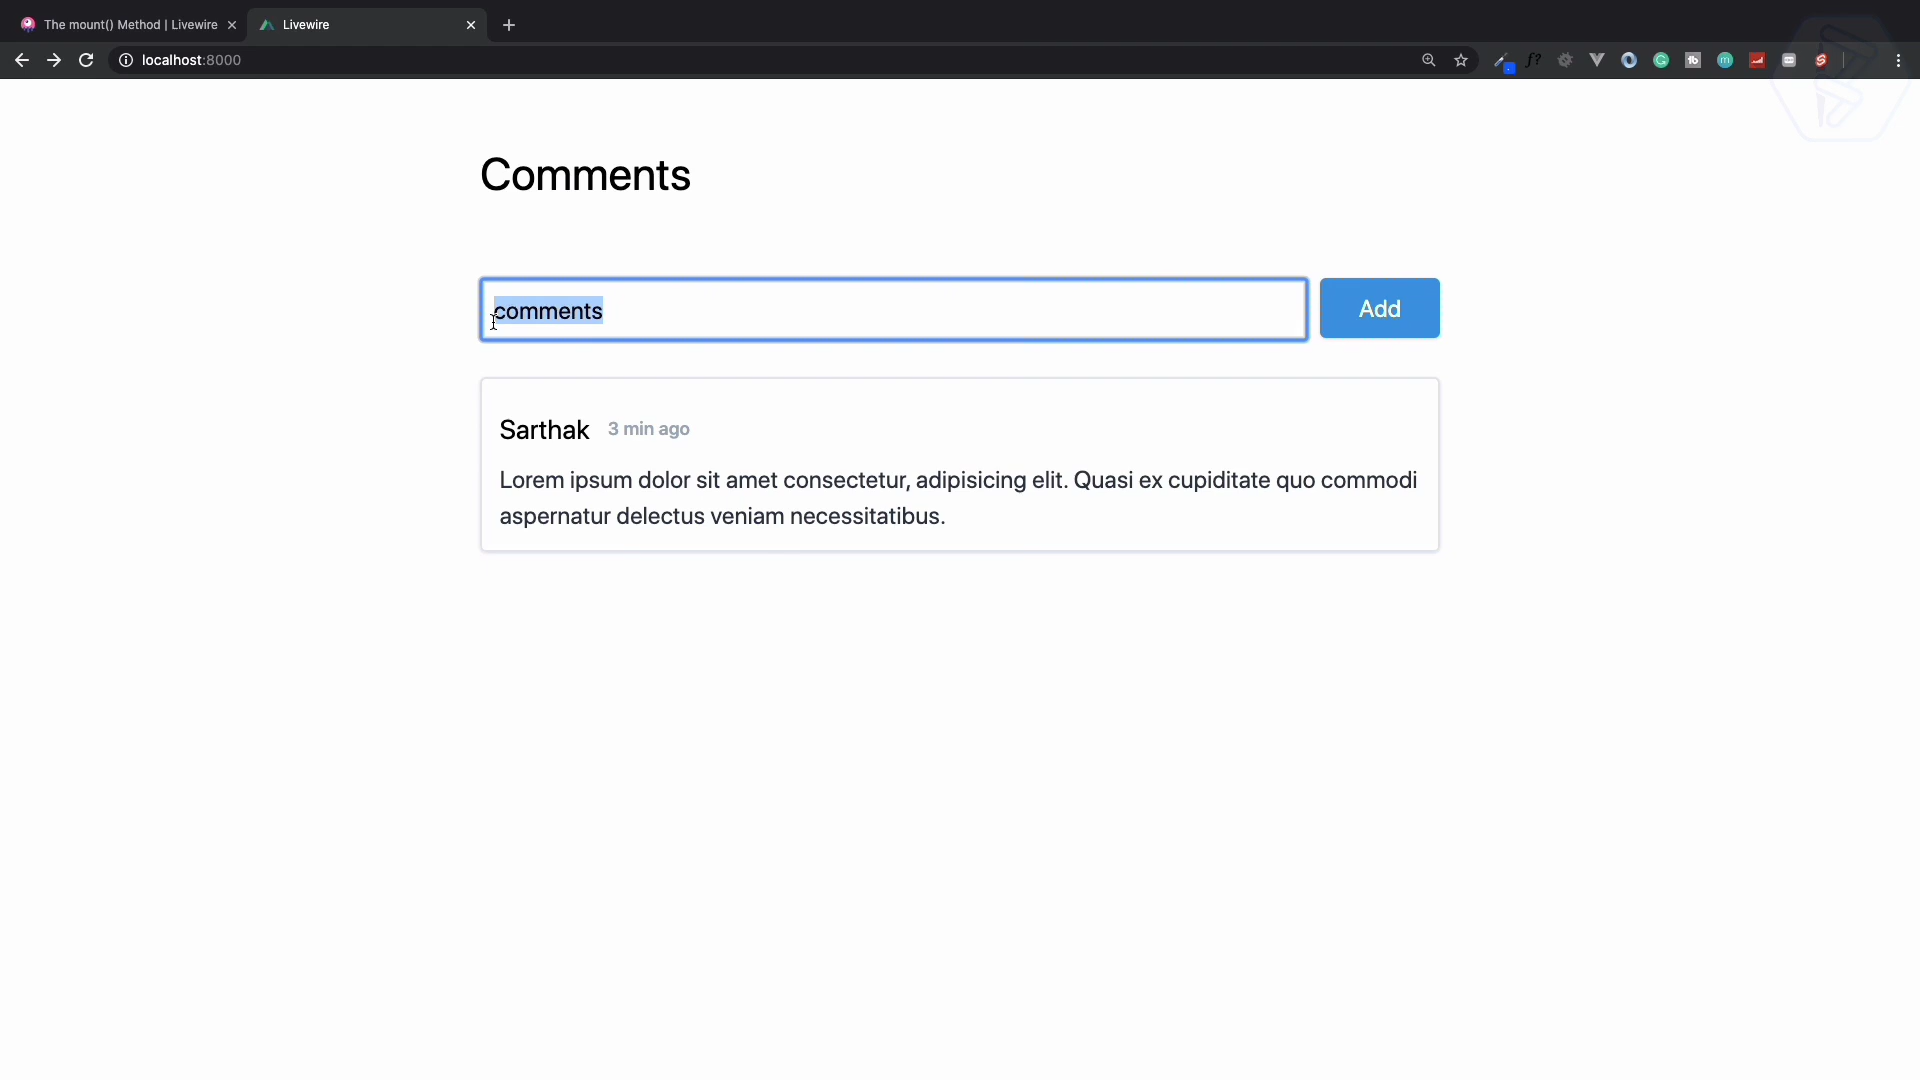 The mount() Method | Livewire
Livewire
localhost:8000
Comments
comments
Add
Sarthak 3 min ago
Lorem ipsum dolor sit amet consectetur, adipisicing elit. Quasi ex cupiditate quo commodi
aspernatur delectus veniam necessitatibus.